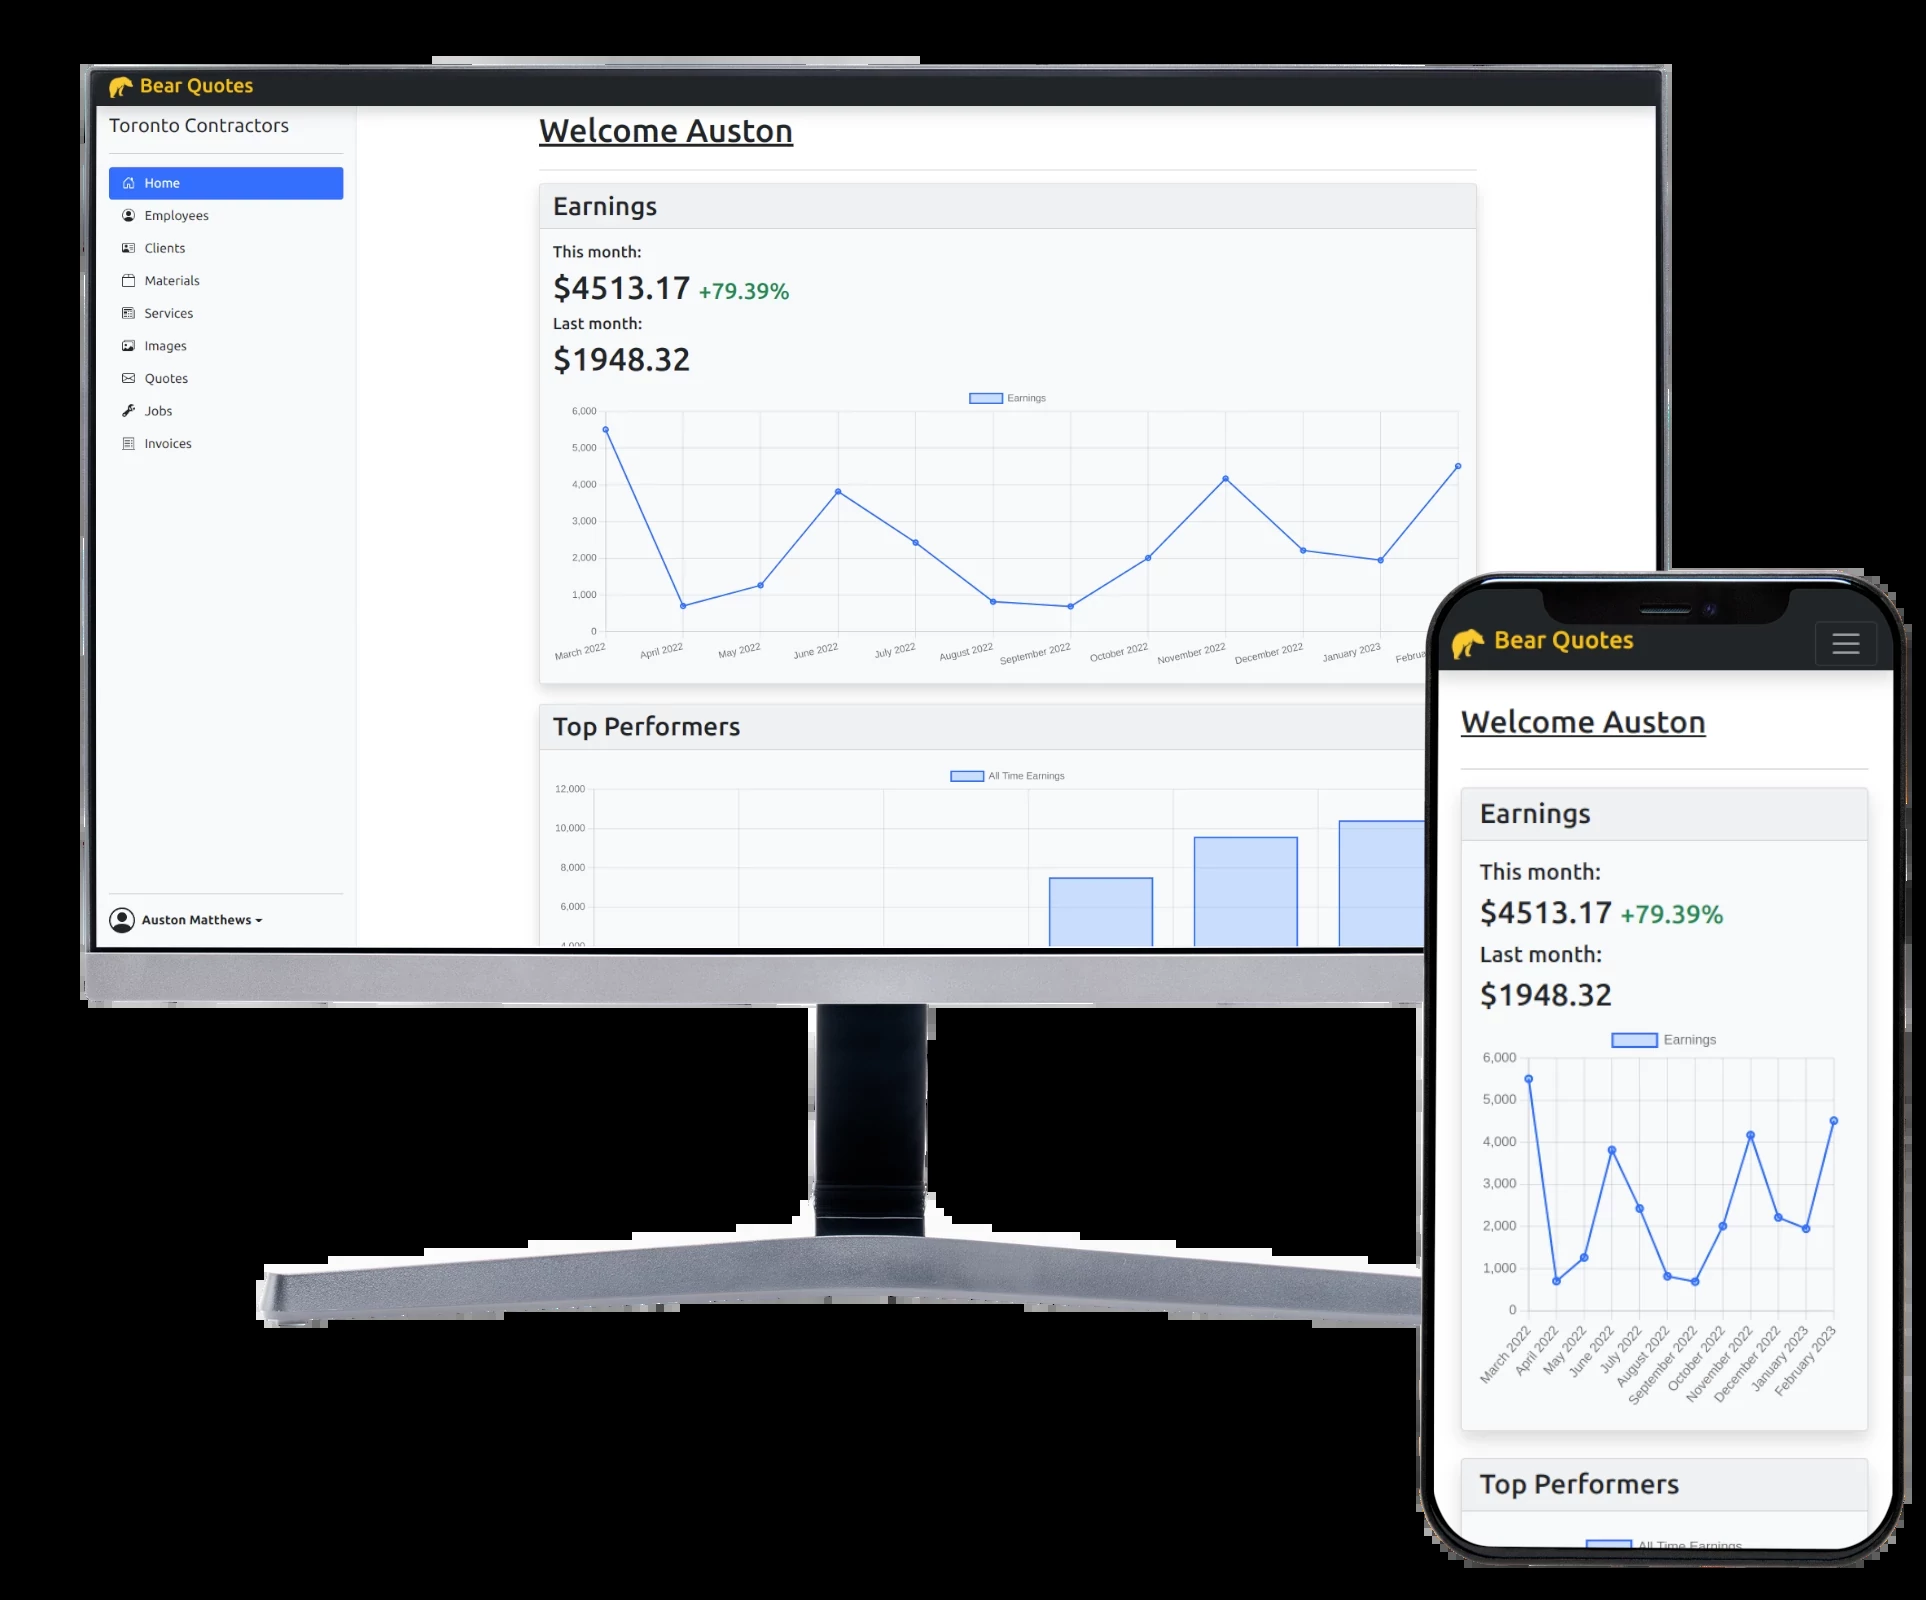 Bear Quotes
Toronto Contractors
Home
Employees
Clients
Materials
Services
Images
Quotes
Jobs
Invoices
Auston Matthews
Welcome Auston
Earnings
This month:
$4513.17 +79.39%
Last month:
$1948.32
Earnings
6,000
5,000
4,000
3,000
2,000
1,000
0
March 2022
April 2022
May 2022
June 2022
July 2022
August 2022
September 2022
October 2022
November 2022
December 2022
January 2023
Top Performers
All Time Earnings
12,000
10,000
8,000
6,000
4,000
Bear Quotes
Welcome Auston
Earnings
This month:
$4513.17 +79.39%
Last month:
$1948.32
Earnings
6,000
5,000
4,000
3,000
2,000
1,000
0
March 2022
April 2022
May 2022
June 2022
July 2022
August 2022
September 2022
October 2022
November 2022
December 2022
January 2023
February 2023
Top Performers
All Time Earnings